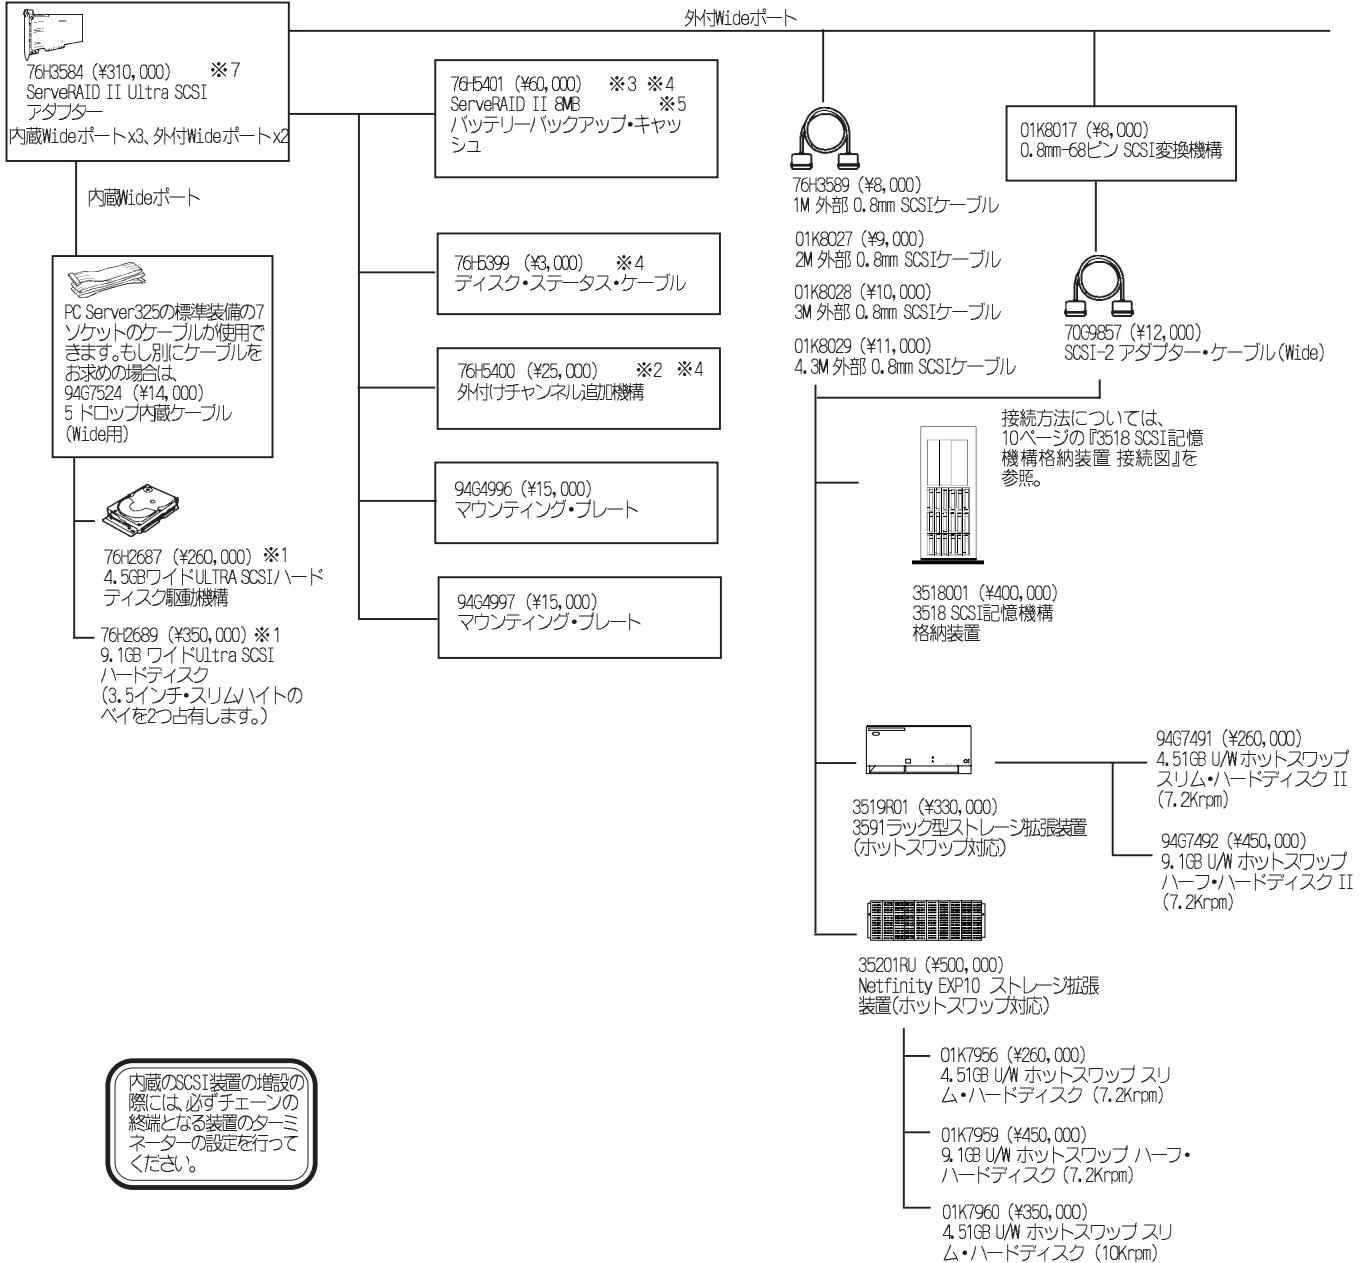 外付Wideポート
76H3584 (¥310,000) ※7
ServeRAID II Ultra SCSI
アダプター
内蔵Wideポートx3、外付Wideポートx2
内蔵Wideポート
PC Server325の標準装備の7
ソケットのケーブルが使用で
きます。もし別にケーブルを
お求めの場合は、
94G7524 (¥14,000)
5 ドロップ内蔵ケーブル
(Wide用)
76H2687 (¥260,000) ※1
4.5GBワイドULTRA SCSIハード
ディスク駆動機構
76H2689 (¥350,000) ※1
9.1GB ワイドUltra SCSI
ハードディスク
(3.5インチ・スリムハイトの
ベイを2つ占有します。)
76H5401 (¥60,000) ※3 ※4
ServeRAID II 8MB ※5
バッテリーバックアップ・キャッ
シュ
76H5399 (¥3,000) ※4
ディスク・ステータス・ケーブル
76H5400 (¥25,000) ※2 ※4
外付けチャンネル追加機構
94G4996 (¥15,000)
マウンティング・プレート
94G4997 (¥15,000)
マウンティング・プレート
76H3589 (¥8,000)
1M 外部 0.8mm SCSIケーブル
01K8027 (¥9,000)
2M 外部 0.8mm SCSIケーブル
01K8028 (¥10,000)
3M 外部 0.8mm SCSIケーブル
01K8029 (¥11,000)
4.3M 外部 0.8mm SCSIケーブル
01K8017 (¥8,000)
0.8mm-68ピン SCSI変換機構
70G9857 (¥12,000)
SCSI-2 アダプター・ケーブル(Wide)
接続方法については、
10ページの『3518 SCSI記憶
機構格納装置 接続図』を
参照。
3518001 (¥400,000)
3518 SCSI記憶機構
格納装置
3519R01 (¥330,000)
3591ラック型ストレージ拡張装置
(ホットスワップ対応)
94G7491 (¥260,000)
4.51GB U/W ホットスワップ
スリム・ハードディスク II
(7.2Krpm)
94G7492 (¥450,000)
9.1GB U/W ホットスワップ
ハーフ・ハードディスク II
(7.2Krpm)
35201RU (¥500,000)
Netfinity EXP10 ストレージ拡張
装置(ホットスワップ対応)
01K7956 (¥260,000)
4.51GB U/W ホットスワップ スリ
ム・ハードディスク (7.2Krpm)
01K7959 (¥450,000)
9.1GB U/W ホットスワップ ハーフ・
ハードディスク (7.2Krpm)
01K7960 (¥350,000)
4.51GB U/W ホットスワップ スリ
ム・ハードディスク (10Krpm)
内蔵のSCSI装置の増設の
際には、必ずチェーンの
終端となる装置のターミ
ネーターの設定を行って
ください。